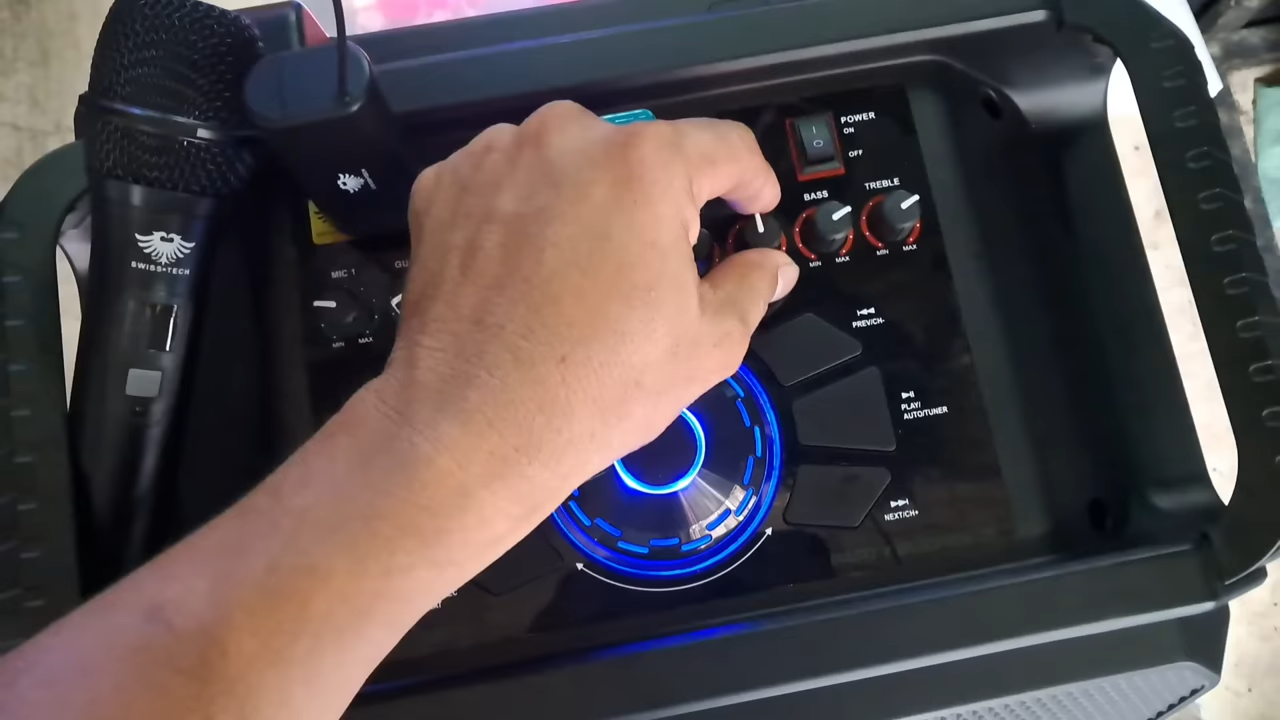 POWER
ON
OFF
BASS
TREBLE
MIN
MAX
MIN
MAX
SWISS+TECH
MIC 1
GU
MIN
MAX
PREV/CH-
PLAY/
AUTO/TUNER
NEXT/CH+